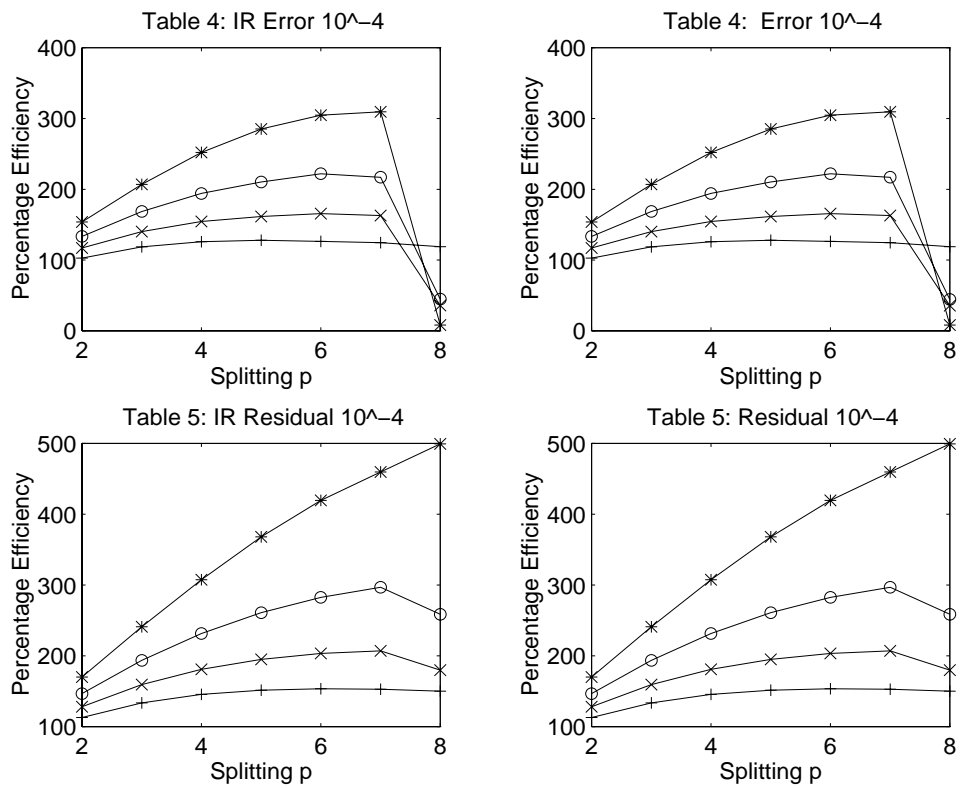 Table 4: IR Error 10^−4
400
300
200
100
0
Percentage Efficiency
2 4 6 8
Splitting p
Table 4: Error 10^−4
400
300
200
100
0
Percentage Efficiency
2 4 6 8
Splitting p
Table 5: IR Residual 10^−4
500
400
300
200
100
Percentage Efficiency
2 4 6 8
Splitting p
Table 5: Residual 10^−4
500
400
300
200
100
Percentage Efficiency
2 4 6 8
Splitting p